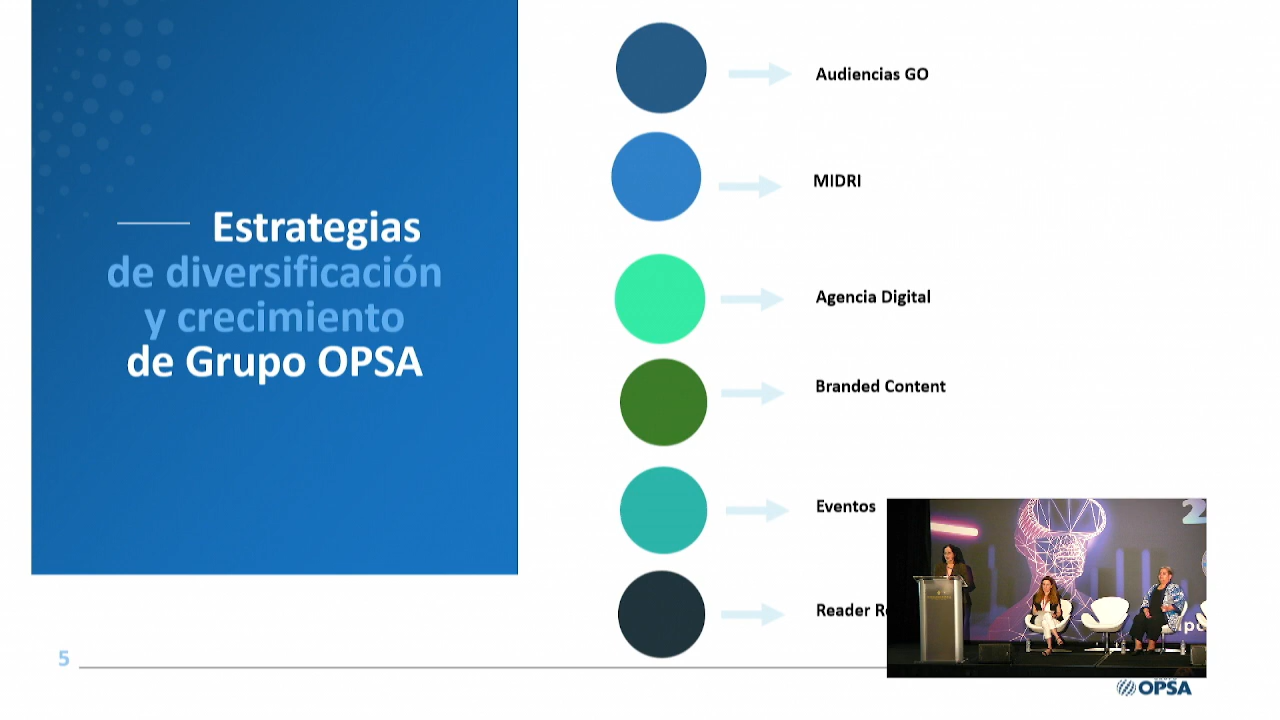 Estrategias
de diversificación
y crecimiento
de Grupo OPSA
Audiencias GO
MIDRI
Agencia Digital
Branded Content
Eventos
Reader
5
OPSA